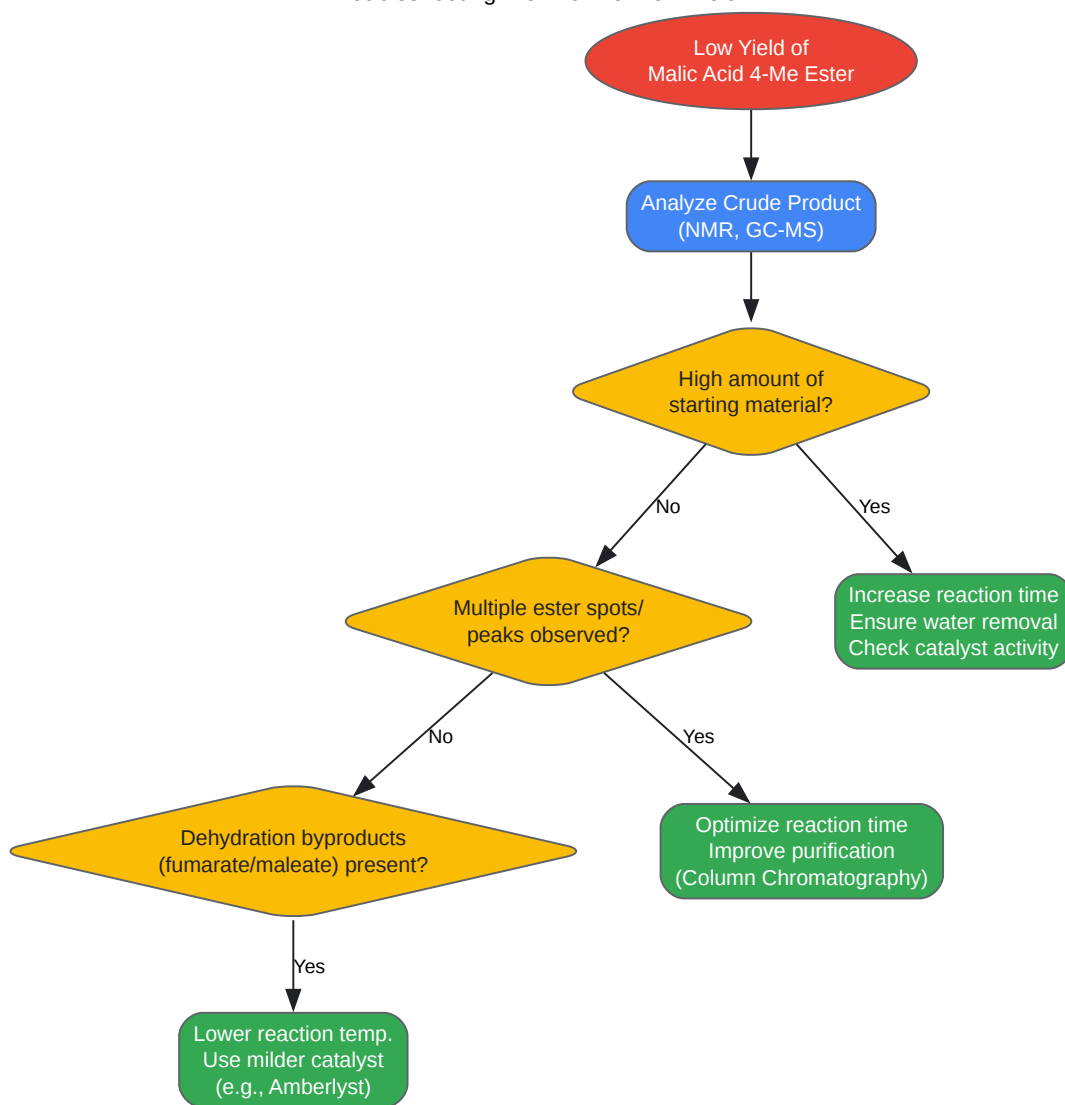 Low Yield of
Malic Acid 4-Me Ester
Analyze Crude Product
(NMR, GC-MS)
High amount of
starting material?
No
Yes
Multiple ester spots/
peaks observed?
Increase reaction time
Ensure water removal
Check catalyst activity
No
Yes
Dehydration byproducts
(fumarate/maleate) present?
Optimize reaction time
Improve purification
(Column Chromatography)
Yes
Lower reaction temp.
Use milder catalyst
(e.g., Amberlyst)